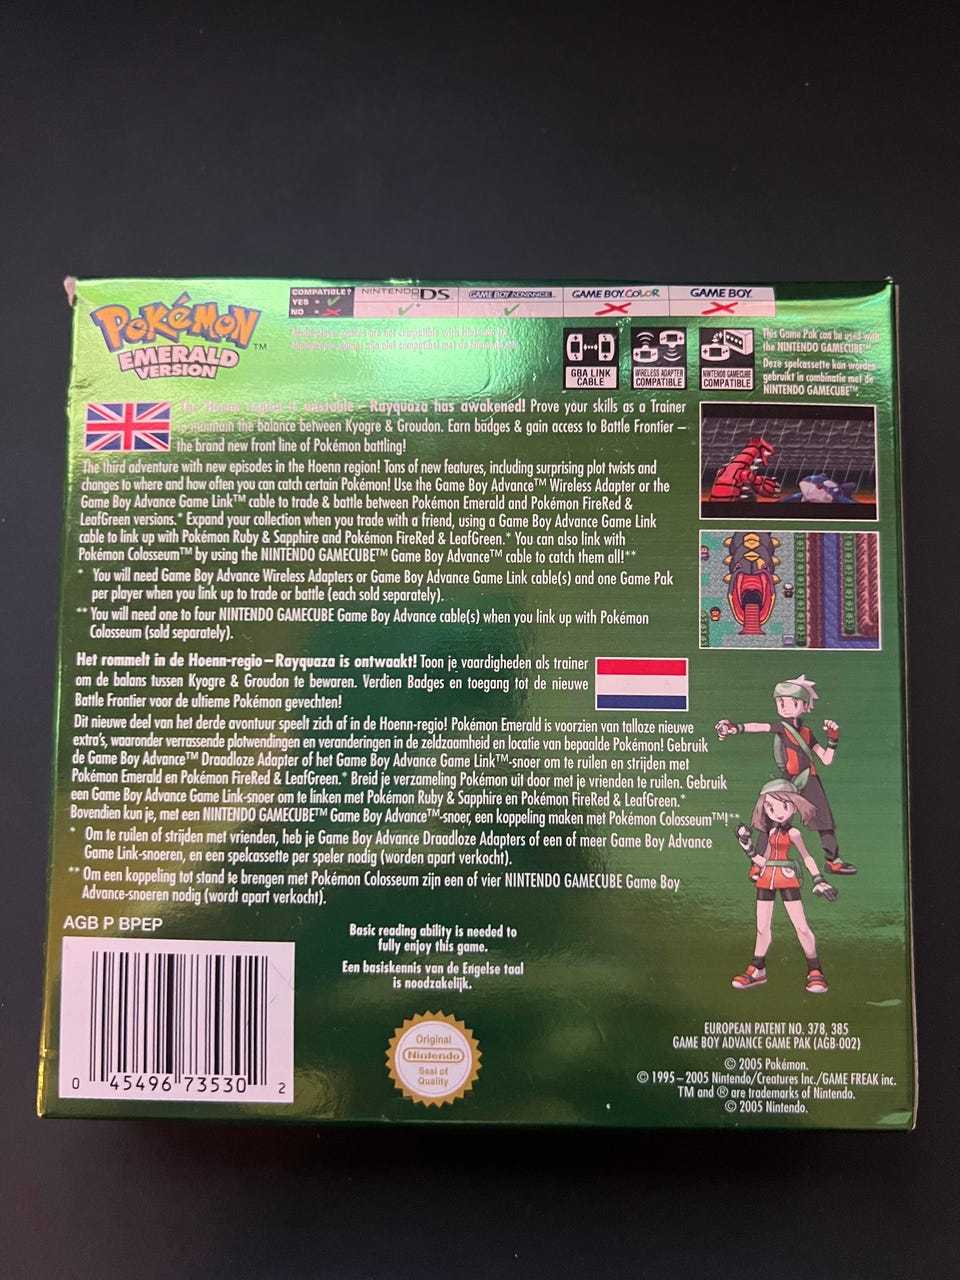 POKéMON™
EMERALD
VERSION
COMPATIBLE?
YES =
NO =
NINTENDO DS
GAME BOY ADVANCE
GAME BOY COLOR
GAME BOY
Multiplayer games are not compatible with Nintendo DS
Multiplayer games zijn niet compatibel met de Nintendo DS
GBA LINK
CABLE
WIRELESS ADAPTER
COMPATIBLE
NINTENDO GAMECUBE
COMPATIBLE
This Game Pak can be used with
the NINTENDO GAMECUBE™.
Deze spelcassette kan worden
gebruikt in combinatie met de
NINTENDO GAMECUBE™.
The Hoenn region is unstable – Rayquaza has awakened! Prove your skills as a Trainer
to maintain the balance between Kyogre & Groudon. Earn badges & gain access to Battle Frontier –
the brand new front line of Pokémon battling!
The third adventure with new episodes in the Hoenn region! Tons of new features, including surprising plot twists and
changes to where and how often you can catch certain Pokémon! Use the Game Boy Advance™ Wireless Adapter or the
Game Boy Advance Game Link™ cable to trade & battle between Pokémon Emerald and Pokémon FireRed &
LeafGreen versions.* Expand your collection when you trade with a friend, using a Game Boy Advance Game Link
cable to link up with Pokémon Ruby & Sapphire and Pokémon FireRed & LeafGreen.* You can also link with
Pokémon Colosseum™ by using the NINTENDO GAMECUBE™ Game Boy Advance™ cable to catch them all!**
* You will need Game Boy Advance Wireless Adapters or Game Boy Advance Game Link cable(s) and one Game Pak
per player when you link up to trade or battle (each sold separately).
** You will need one to four NINTENDO GAMECUBE Game Boy Advance cable(s) when you link up with Pokémon
Colosseum (sold separately).
Het rommelt in de Hoenn-regio – Rayquaza is ontwaakt! Toon je vaardigheden als trainer
om de balans tussen Kyogre & Groudon te bewaren. Verdien Badges en toegang tot de nieuwe
Battle Frontier voor de ultieme Pokémon gevechten!
Dit nieuwe deel van het derde avontuur speelt zich af in de Hoenn-regio! Pokémon Emerald is voorzien van talloze nieuwe
extra's, waaronder verrassende plotwendingen en veranderingen in de zeldzaamheid en locatie van bepaalde Pokémon! Gebruik
de Game Boy Advance™ Draadloze Adapter of het Game Boy Advance Game Link™-snoer om te ruilen en strijden met
Pokémon Emerald en Pokémon FireRed & LeafGreen.* Breid je verzameling Pokémon uit door met je vrienden te ruilen. Gebruik
een Game Boy Advance Game Link-snoer om te linken met Pokémon Ruby & Sapphire en Pokémon FireRed & LeafGreen.*
Bovendien kun je, met een NINTENDO GAMECUBE™ Game Boy Advance™-snoer, een koppeling maken met Pokémon Colosseum™!**
* Om te ruilen of strijden met vrienden, heb je Game Boy Advance Draadloze Adapters of een of meer Game Boy Advance
Game Link-snoeren, en een spelcassette per speler nodig (worden apart verkocht).
** Om een koppeling tot stand te brengen met Pokémon Colosseum zijn een of vier NINTENDO GAMECUBE Game Boy
Advance-snoeren nodig (wordt apart verkocht).
AGB P BPEP
0 45496 73530 2
Basic reading ability is needed to
fully enjoy this game.
Een basiskennis van de Engelse taal
is noodzakelijk.
Original
Nintendo
Seal of
Quality
EUROPEAN PATENT NO. 378, 385
GAME BOY ADVANCE GAME PAK (AGB-002)
© 2005 Pokémon.
© 1995–2005 Nintendo/Creatures Inc./GAME FREAK inc.
TM and ® are trademarks of Nintendo.
© 2005 Nintendo.